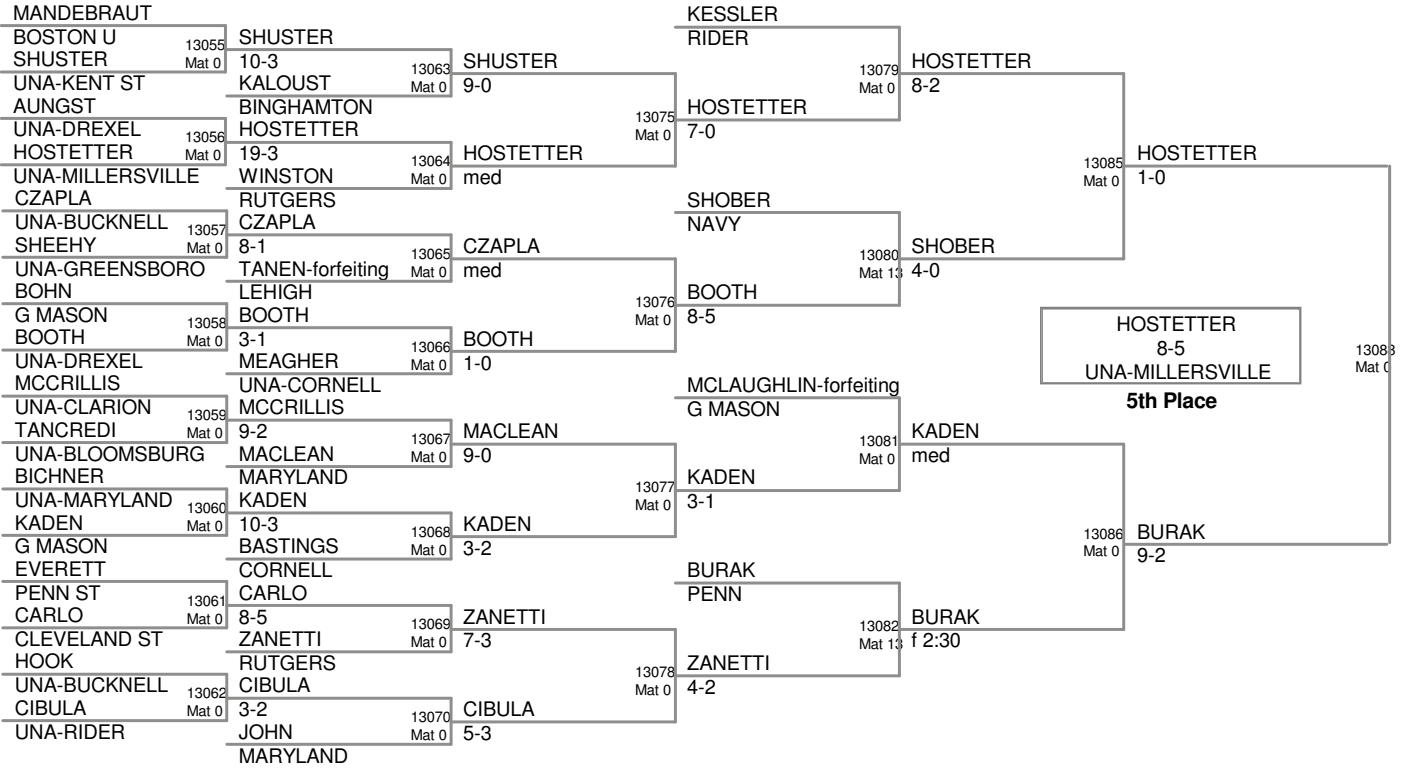 MANDEBRAUT
BOSTON U
13055
SHUSTER
Mat 0
UNA-KENT ST
AUNGST
UNA-DREXEL
13056
HOSTETTER
Mat 0
UNA-MILLERSVILLE
CZAPLA
UNA-BUCKNELL
13057
SHEEHY
Mat 0
UNA-GREENSBORO
BOHN
G MASON
13058
BOOTH
Mat 0
UNA-DREXEL
MCCRILLIS
UNA-CLARION
13059
TANCREDI
Mat 0
UNA-BLOOMSBURG
BICHNER
UNA-MARYLAND
13060
KADEN
Mat 0
G MASON
EVERETT
PENN ST
13061
CARLO
Mat 0
CLEVELAND ST
HOOK
UNA-BUCKNELL
13062
CIBULA
Mat 0
UNA-RIDER
SHUSTER
10-3
13063
KALOUST
Mat 0
BINGHAMTON
HOSTETTER
19-3
13064
WINSTON
Mat 0
RUTGERS
CZAPLA
8-1
13065
TANEN-forfeiting
Mat 0
LEHIGH
BOOTH
3-1
13066
MEAGHER
Mat 0
UNA-CORNELL
MCCRILLIS
9-2
13067
MACLEAN
Mat 0
MARYLAND
KADEN
10-3
13068
BASTINGS
Mat 0
CORNELL
CARLO
8-5
13069
ZANETTI
Mat 0
RUTGERS
CIBULA
3-2
13070
JOHN
Mat 0
MARYLAND
SHUSTER
9-0
13075
Mat 0
HOSTETTER
med
CZAPLA
med
13076
Mat 0
BOOTH
1-0
MACLEAN
9-0
13077
Mat 0
KADEN
3-2
ZANETTI
7-3
13078
Mat 0
CIBULA
5-3
KESSLER
RIDER
13079
Mat 0
HOSTETTER
7-0
SHOBER
NAVY
13080
Mat 13
BOOTH
8-5
MCLAUGHLIN-forfeiting
G MASON
13081
Mat 0
KADEN
3-1
BURAK
PENN
13082
Mat 13
ZANETTI
4-2
HOSTETTER
8-2
13085
Mat 0
SHOBER
4-0
KADEN
med
13086
Mat 0
BURAK
f 2:30
HOSTETTER
1-0
13088
Mat 0
BURAK
9-2
HOSTETTER
8-5
UNA-MILLERSVILLE
5th Place